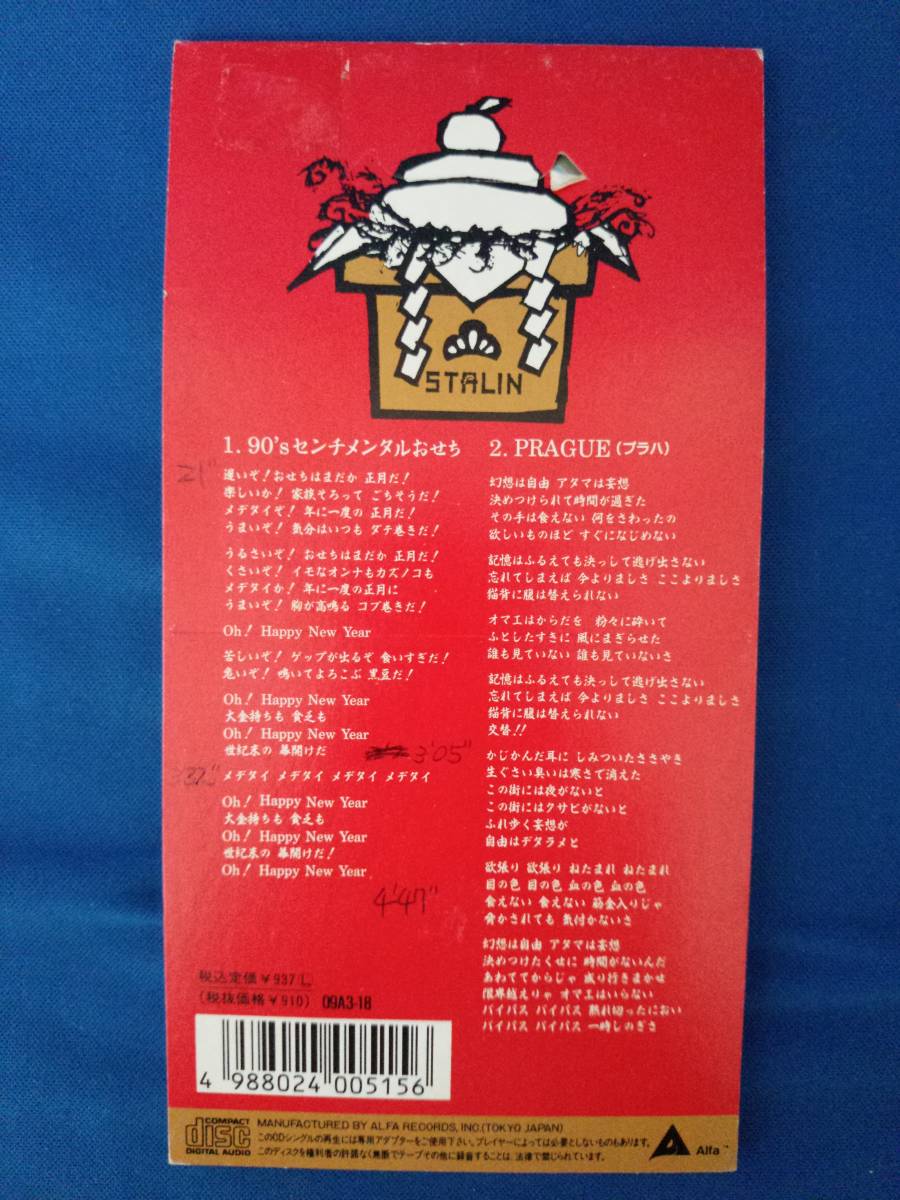 STALIN
1. 90'sセンチメンタルおせち
21"
遅いぞ!おせちはまだか 正月だ!
楽しいか! 家族そろって ごちそうだ!
メデタイぞ! 年に一度の 正月だ!
うまいぞ! 気分はいつも ダテ巻きだ!
うるさいぞ! おせちはまだか 正月だ!
くさいぞ! イモなオンナもカズノコも
メデタイか! 年に一度の正月に
うまいぞ! 胸が高鳴る コブ巻きだ!
Oh! Happy New Year
苦しいぞ! ゲップが出るぞ 食いすぎだ!
危いぞ! 鳴いてよろこぶ 黒豆だ!
Oh! Happy New Year
大金持ちも 貧乏も
Oh! Happy New Year
世紀末の 幕開けだ
3'05"
3'32"
メデタイ メデタイ メデタイ メデタイ
Oh! Happy New Year
大金持ちも 貧乏も
Oh! Happy New Year
世紀末の 幕開けだ!
Oh! Happy New Year
4'47"
2. PRAGUE(プラハ)
幻想は自由 アタマは妄想
決めつけられて時間が過ぎた
その手は食えない 何をさわったの
欲しいものほど すぐになじめない
記憶はふるえても決っして逃げ出さない
忘れてしまえば 今よりましさ ここよりましさ
猫背に腹は替えられない
オマエはからだを 粉々に砕いて
ふとしたすきに 風にまぎらせた
誰も見ていない 誰も見ていないさ
記憶はふるえても決っして逃げ出さない
忘れてしまえば 今よりましさ ここよりましさ
猫背に腹は替えられない
交替!!
かじかんだ耳に しみついたささやき
生ぐさい臭いは寒さで消えた
この街には夜がないと
この街にはクサビがないと
ふれ歩く妄想が
自由はデタラメと
欲張り 欲張り ねたまれ ねたまれ
目の色 目の色 血の色 血の色
食えない 食えない 筋金入りじゃ
脅かされても 気付かないさ
幻想は自由 アタマは妄想
決めつけたくせに 時間がないんだ
あわててからじゃ 成り行きまかせ
限界越えりゃ オマエはいらない
バイパス バイパス 熟れ切ったにおい
バイパス バイパス 一時しのぎさ
税込定価¥937 L
(税抜価格¥910) 09A3-18
4 988024 005156
COMPACT
disc
DIGITAL AUDIO
MANUFACTURED BY ALFA RECORDS, INC.(TOKYO JAPAN)
このCDシングルの再生には専用アダプターをご使用下さい。プレイヤーによっては必要としないものもあります。
このディスクを権利者の許諾なく無断でテープその他に録音することは、法律で禁じられています。
Alfa